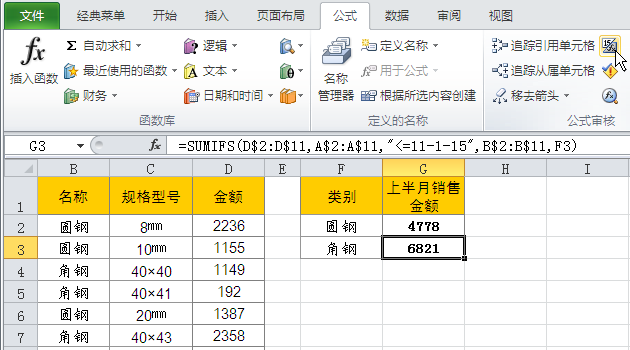 文件 经典菜单 开始 插入 页面布局 公式 数据 审阅 视图
fx 插入函数
Σ 自动求和 逻辑
最近使用的函数 A 文本
财务 日期和时间 θ
函数库
名称管理器
定义名称
fx 用于公式
根据所选内容创建
定义的名称
追踪引用单元格
追踪从属单元格
移去箭头
公式审核
G3 fx =SUMIFS(D$2:D$11,A$2:A$11,"<=11-1-15",B$2:B$11,F3)
B C D E F G H I
1 名称 规格型号 金额 类别 上半月销售金额
2 圆钢 8mm 2236 圆钢 4778
3 圆钢 10mm 1155 角钢 6821
4 角钢 40×40 1149
5 角钢 40×41 192
6 圆钢 20mm 1387
7 角钢 40×43 2358